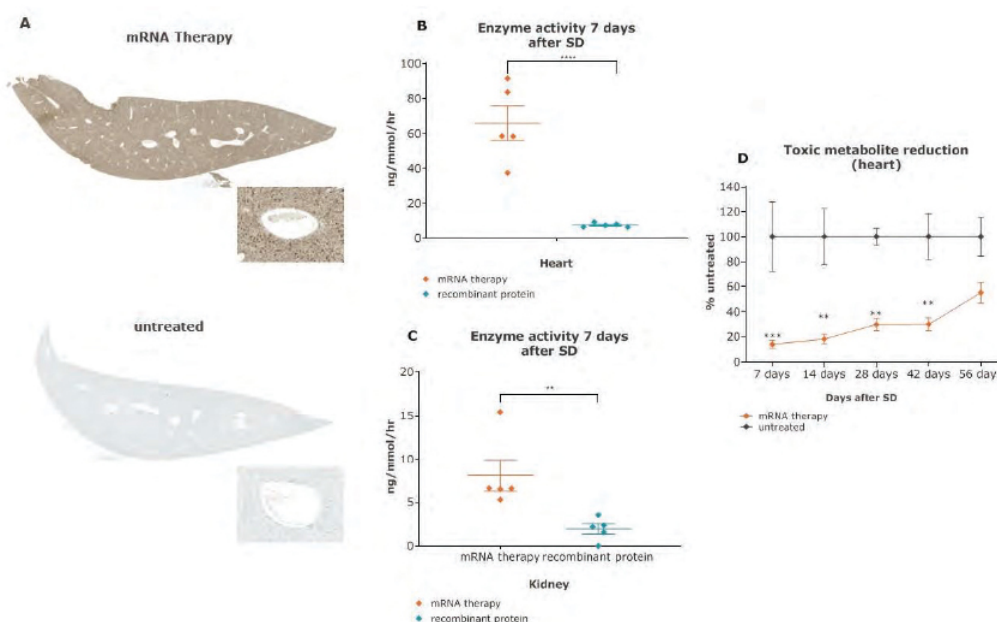 A
mRNA Therapy
untreated
B
Enzyme activity 7 days
after SD
****
ng/mmol/hr
100
80
60
40
20
0
Heart
mRNA therapy
recombinant protein
C
Enzyme activity 7 days
after SD
**
ng/mmol/hr
20
15
10
5
0
mRNA therapy recombinant protein
Kidney
mRNA therapy
recombinant protein
D
Toxic metabolite reduction
(heart)
% untreated
140
120
100
80
60
40
20
0
***
**
**
**
7 days 14 days 28 days 42 days 56 day
Days after SD
mRNA therapy
untreated